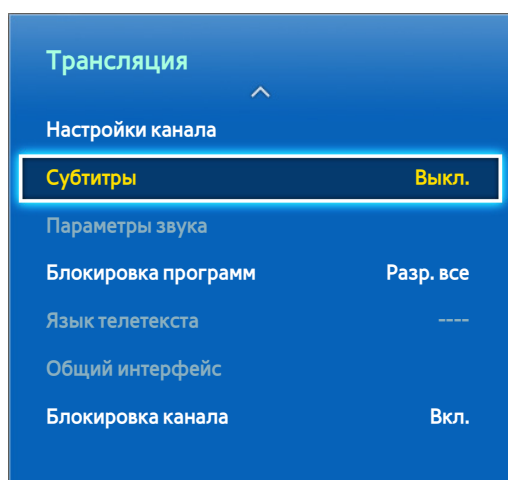 Трансляция
Настройки канала
Субтитры Выкл.
Параметры звука
Блокировка программ Разр. все
Язык телетекста ----
Общий интерфейс
Блокировка канала Вкл.